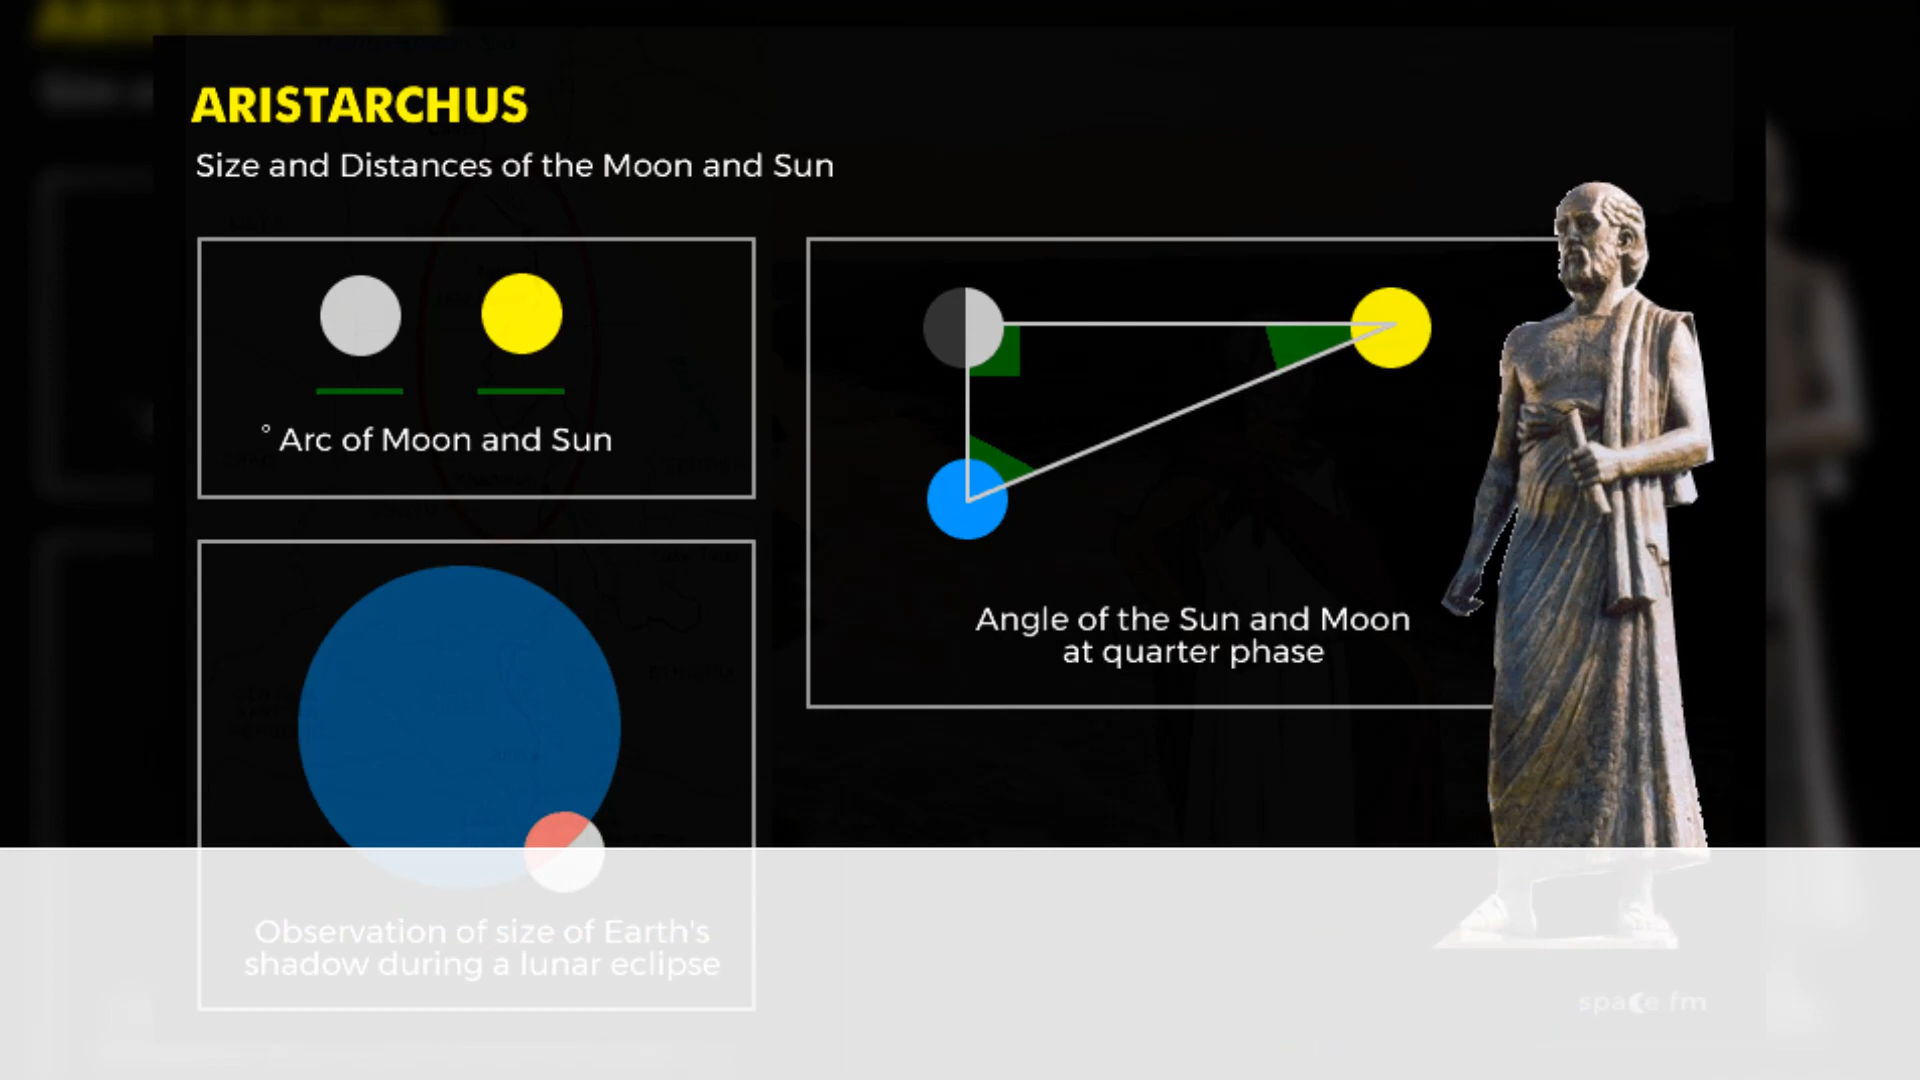 ARISTARCHUS
Size and Distances of the Moon and Sun
° Arc of Moon and Sun
Angle of the Sun and Moon
at quarter phase
Observation of size of Earth's
shadow during a lunar eclipse
space fm